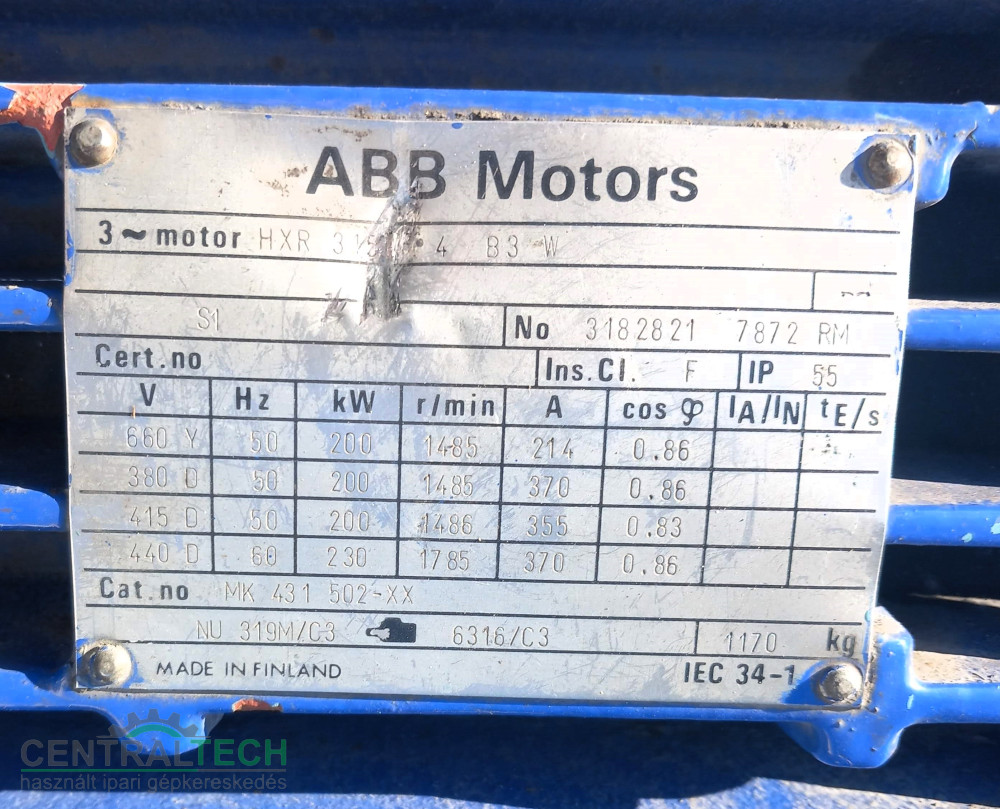 ABB Motors
3~ motor HXR 4 B3 W
S1 No 3182821 7872 RM
Cert.no Ins.Cl. F IP 55
V Hz kW r/min A cos φ IA/IN tE/s
660 Y 50 200 1485 214 0.86
380 D 50 200 1485 370 0.86
415 D 50 200 1486 355 0.83
440 D 60 230 1785 370 0.86
Cat.no MK 431 502-XX
NU 319M/C3 6316/C3 1170 kg
MADE IN FINLAND IEC 34-1
CENTRALTECH
használt ipari gépkereskedés